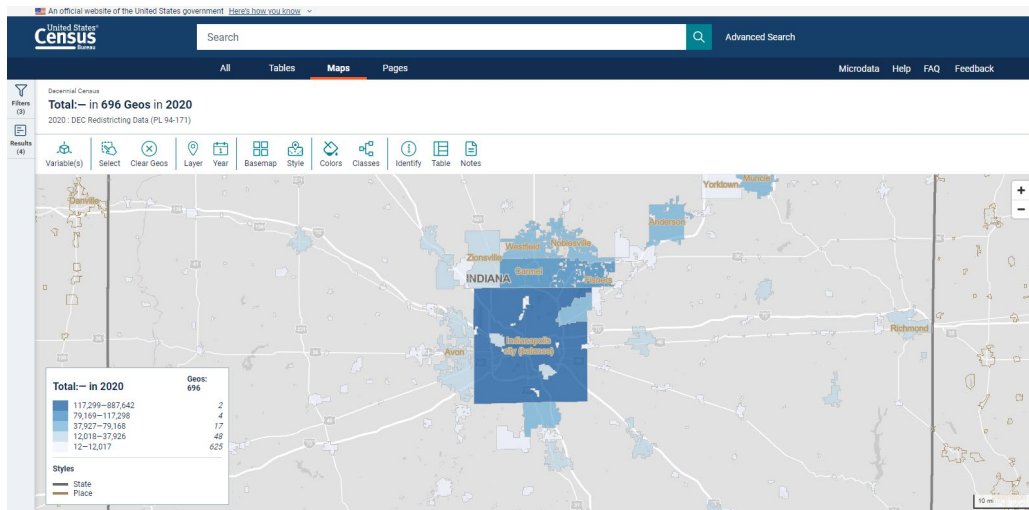 An official website of the United States government Here's how you know
United States®
Census
Bureau
Search
Advanced Search
All Tables Maps Pages
Microdata Help FAQ Feedback
Filters
(3)
Results
(4)
Decennial Census
Total:— in 696 Geos in 2020
2020 : DEC Redistricting Data (PL 94-171)
Variable(s) Select Clear Geos Layer Year Basemap Style Colors Classes Identify Table Notes
Danville
Yorktown
Muncie
Anderson
Westfield
Noblesville
Zionsville
Carmel
Fishers
INDIANA
Richmond
Indianapolis
city (balance)
Avon
+
−
Total:— in 2020
Geos:
696
117,299—887,642 2
79,169—117,298 4
37,927—79,168 17
12,018—37,926 48
12—12,017 625
Styles
State
Place
10 mi